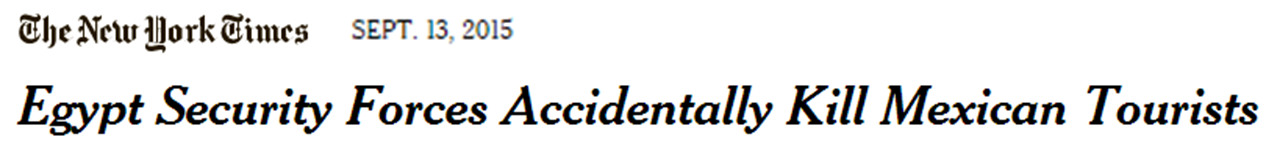 The New York Times SEPT. 13, 2015
Egypt Security Forces Accidentally Kill Mexican Tourists